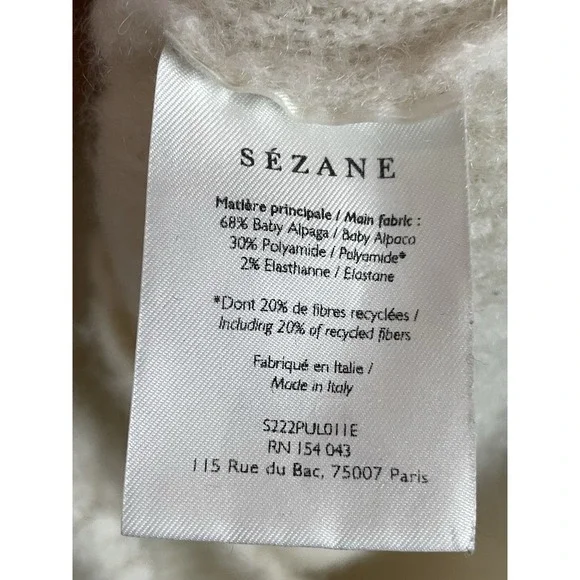 SÉZANE
Matière principale / Main fabric :
68% Baby Alpaga / Baby Alpaca
30% Polyamide / Polyamide*
2% Elasthanne / Elastane
*Dont 20% de fibres recyclées /
Including 20% of recycled fibers
Fabriqué en Italie /
Made in Italy
S222PUL011E
RN 154 043
115 Rue du Bac, 75007 Paris